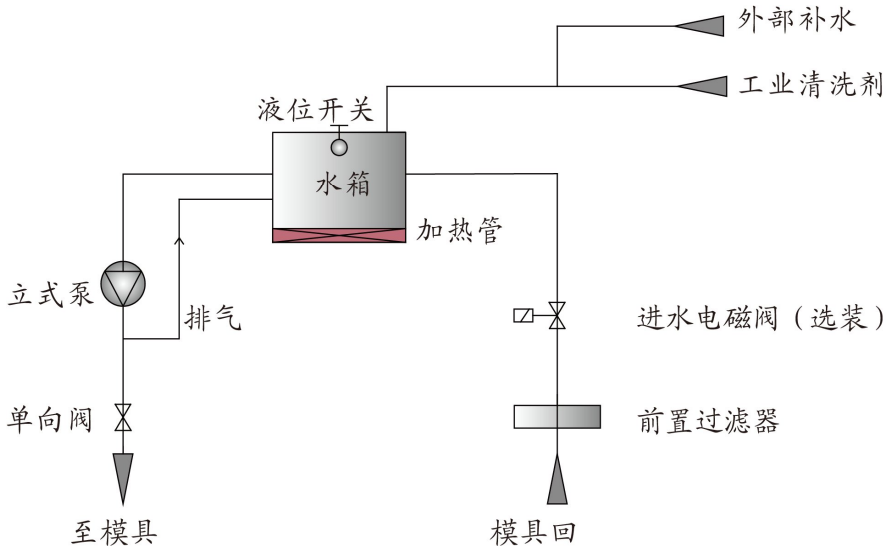 外部补水
工业清洗剂
液位开关
水箱
加热管
立式泵
排气
进水电磁阀（选装）
单向阀
前置过滤器
至模具
模具回